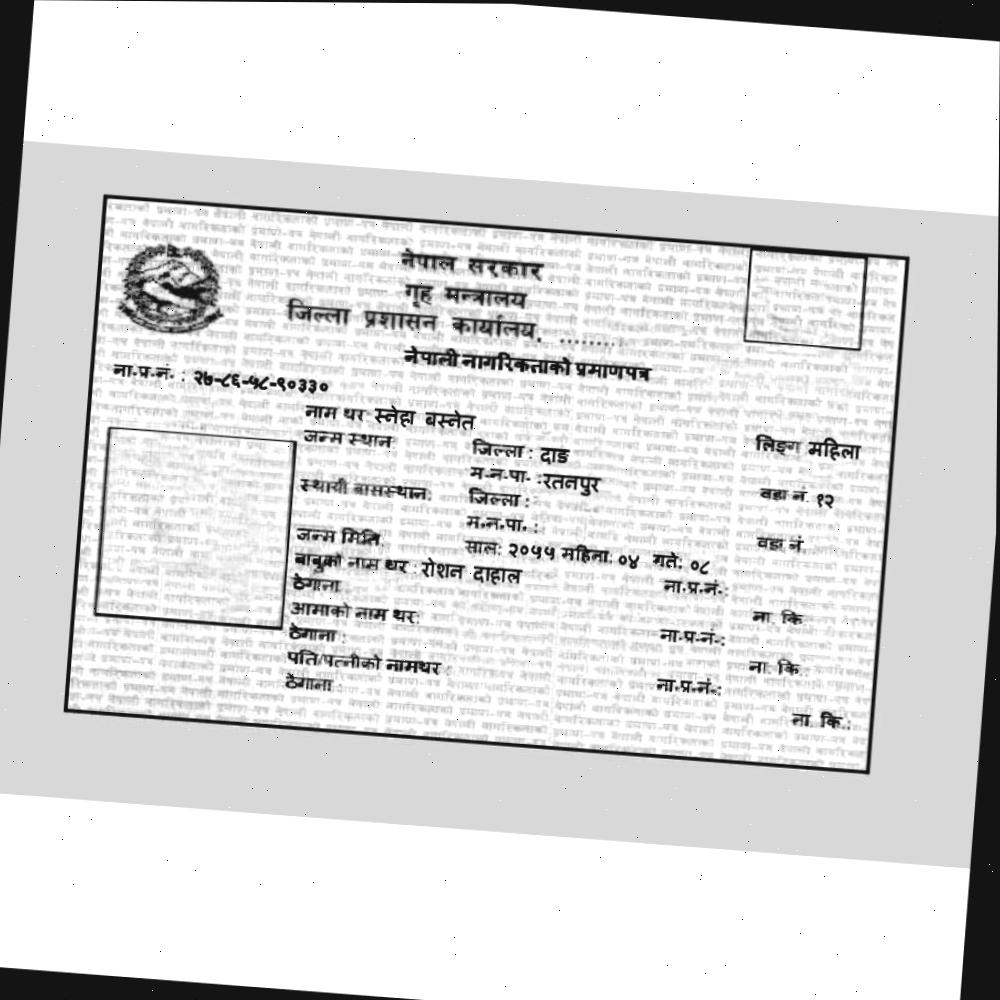 नेपाल सरकार
गृह मन्त्रालय
जिल्ला प्रशासन कार्यालय, ........
नेपाली नागरिकताको प्रमाणपत्र
ना.प्र.नं. : २७-८६-५८-९०३३०
नाम थर: स्नेहा बस्नेत लिङ्ग महिला
जन्म स्थान: जिल्ला : दाङ
म.न.पा. :रतनपुर वडा नं. १२
स्थायी बासस्थान: जिल्ला :
म.न.पा. : वडा नं.
जन्म मिति: साल: २०५५ महिना: ०४ गते: ०८
बाबुको नाम थर : रोशन दाहाल ना.प्र.नं.:
ठेगाना ना. कि.
आमाको नाम थर: ना.प्र.नं.:
ठेगाना : ना. कि.:
पति/पत्नीको नामथर : ना.प्र.नं.:
ठेगाना : ना. कि.: